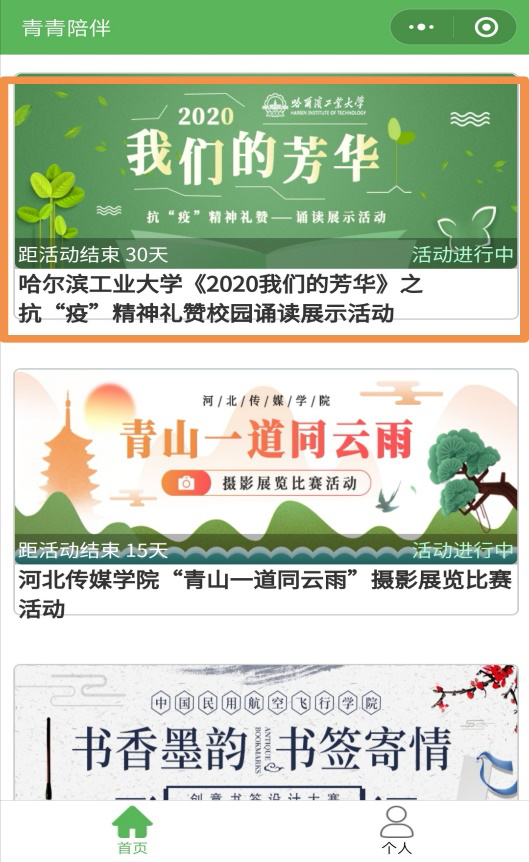 青青陪伴
哈尔滨工业大学
HARBIN INSTITUTE OF TECHNOLOGY
2020
我们的芳华
抗“疫”精神礼赞——诵读展示活动
距活动结束 30天
活动进行中
哈尔滨工业大学《2020我们的芳华》之
抗“疫”精神礼赞校园诵读展示活动
河/北/传/媒/学/院
青山一道同云雨
摄影展览比赛活动
距活动结束 15天
活动进行中
河北传媒学院“青山一道同云雨”摄影展览比赛
活动
中国民用航空飞行学院
书香墨韵
ANTIQUE
BOOKMARKS
书签寄情
创意书签设计大赛
首页
个人